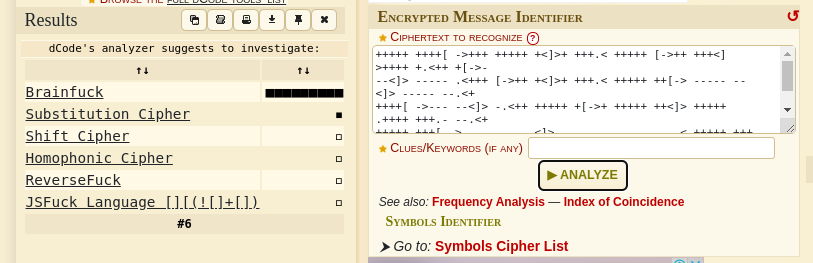 ★ Browse the full dCode tools' list
Results
dCode's analyzer suggests to investigate:
↑↓ ↑↓
Brainfuck ■■■■■■■■■
Substitution Cipher ■
Shift Cipher □
Homophonic Cipher □
ReverseFuck □
JSFuck Language [][(![]+[]) □
#6
Encrypted Message Identifier
★ Ciphertext to recognize ?
+++++ ++++[ ->+++ +++++ +<]>+ +++.< +++++ [->++ +++<]
>++++ +.<++ +[->-
--<]> ----- .<+++ [->++ +<]>+ +++.< +++++ ++[-> ----- --
<]> ----- --.<+
++++[ ->--- --<]> -.<++ +++++ +[->+ +++++ ++<]> +++++
.++++ +++.- --.<+
★ Clues/Keywords (if any)
▶ ANALYZE
See also: Frequency Analysis — Index of Coincidence
Symbols Identifier
➤ Go to: Symbols Cipher List